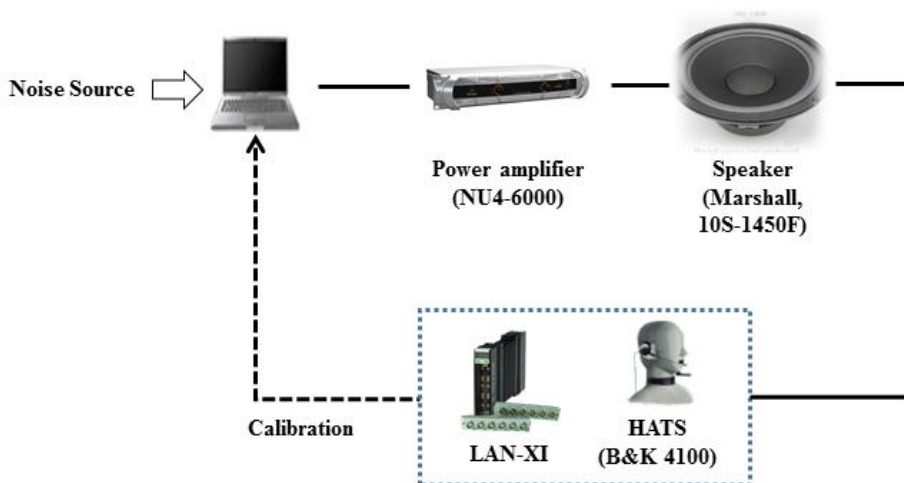 Noise Source
Power amplifier
(NU4-6000)
Speaker
(Marshall,
10S-1450F)
Calibration
LAN-XI
HATS
(B&K 4100)